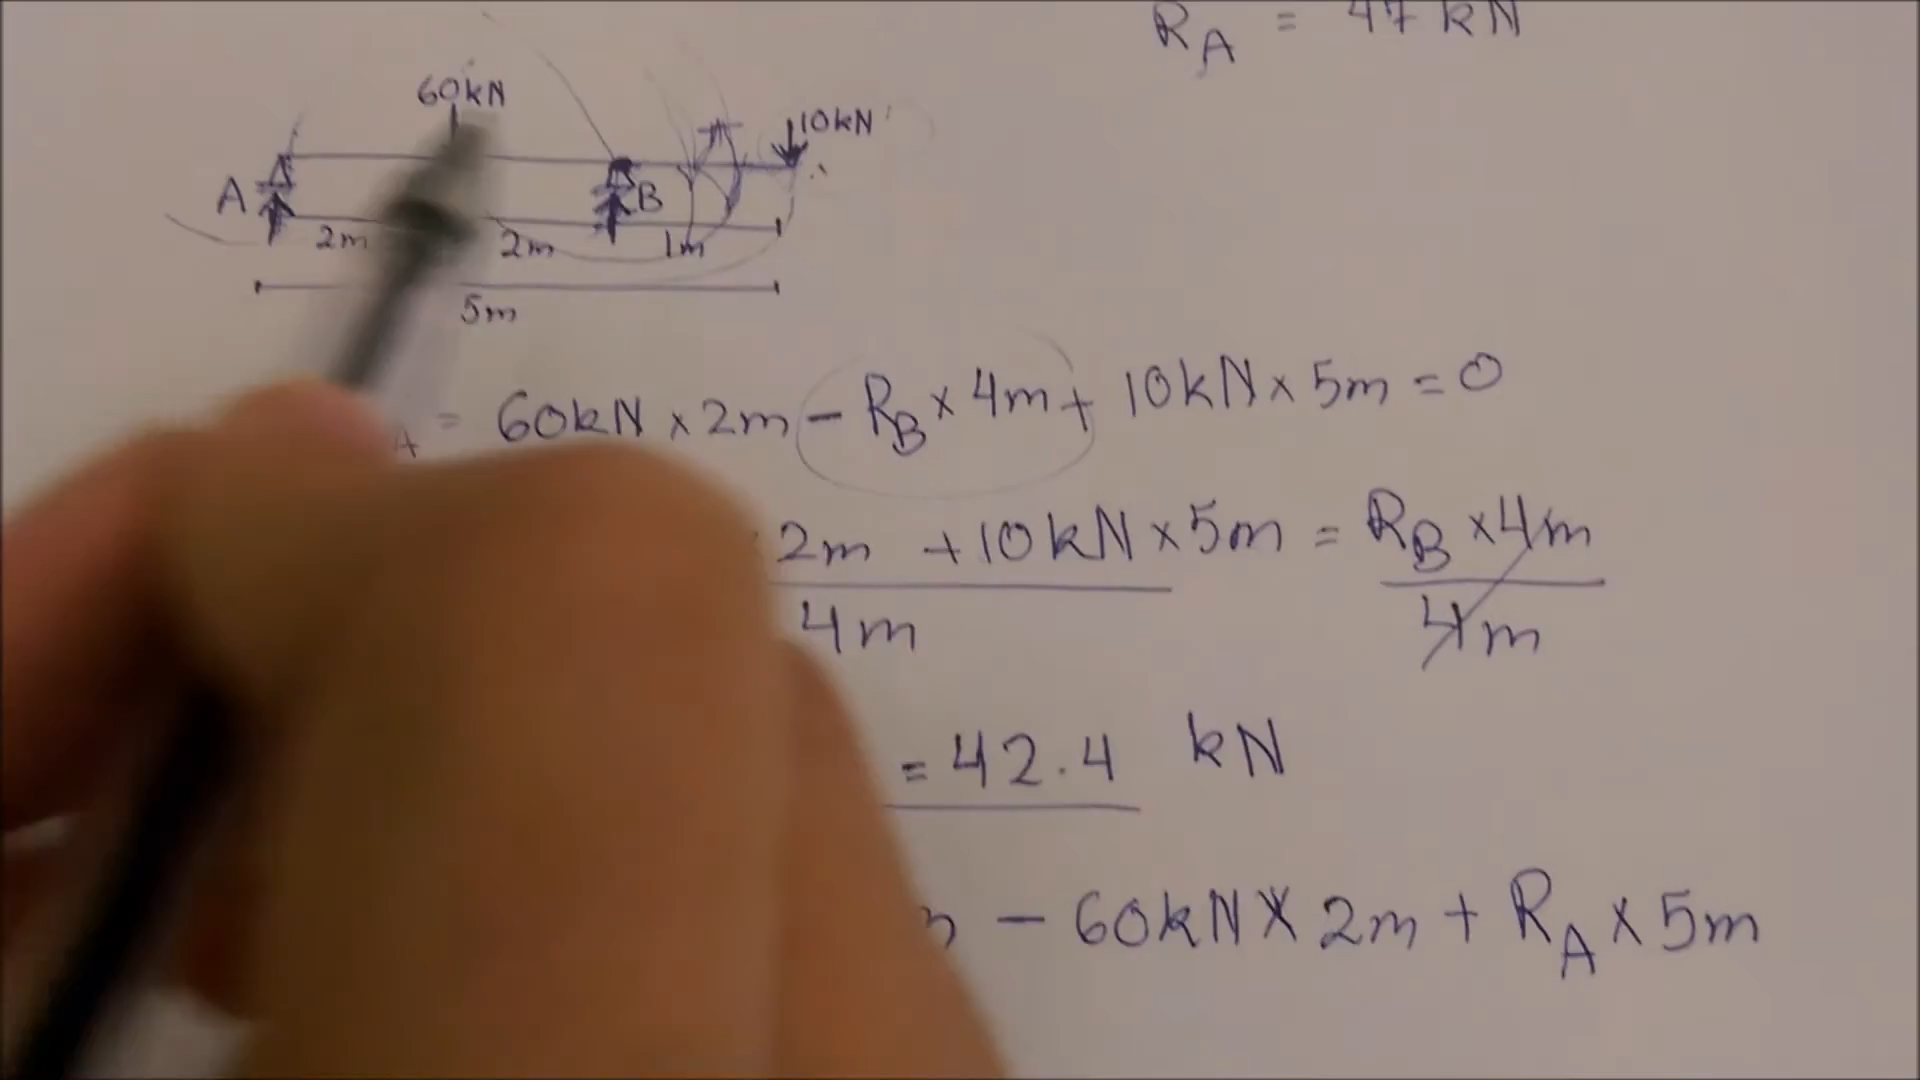 R_A = 47 kN
60kN
10kN
A
B
2m 2m 1m
5m
A = 60kN × 2m − R_B × 4m + 10kN × 5m = 0
2m + 10kN × 5m = R_B × 4m
4m 4m
= 42.4 kN
− 60kN × 2m + R_A × 5m